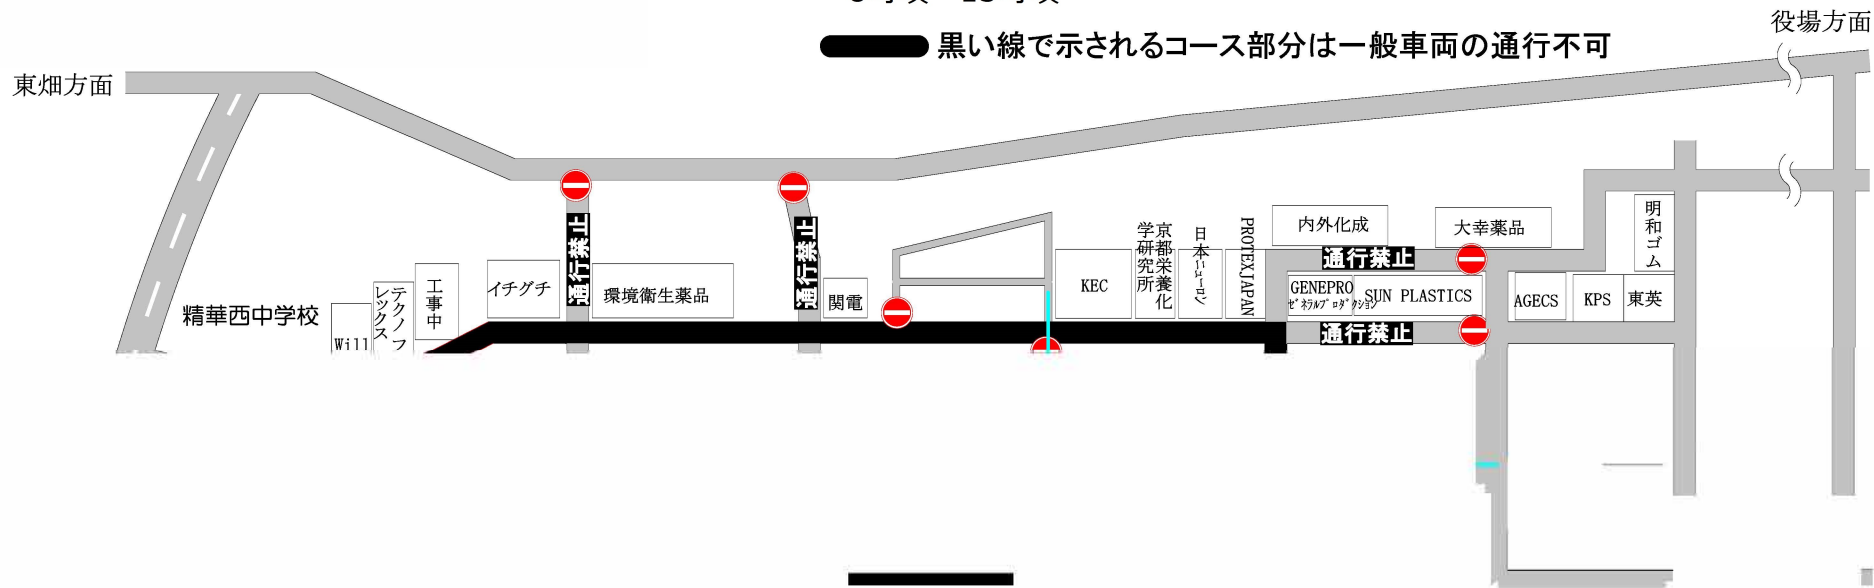 役場方面
黒い線で示されるコース部分は一般車両の通行不可
東畑方面
明和ゴム
内外化成
大幸薬品
通行禁止
通行禁止
京都栄養化学研究所
日本ニューロン
PROTEXJAPAN
通行禁止
工事中
イチグチ
環境衛生薬品
関電
KEC
GENEPRO
ゼネラルプロダクション
SUN PLASTICS
AGECS
KPS
東英
精華西中学校
テクノフ
レックス
Will
通行禁止